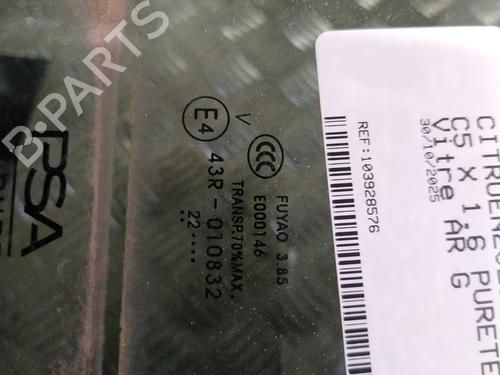 B-PARTS
PSA
E4
V
CCC
FUYAO 3.85
E000146
43R - 010832
TRANSP.70%MAX.
.. 22....
REF:103928576
C5 X 1.6 PURETE
Vitre AR G
30/10/2025